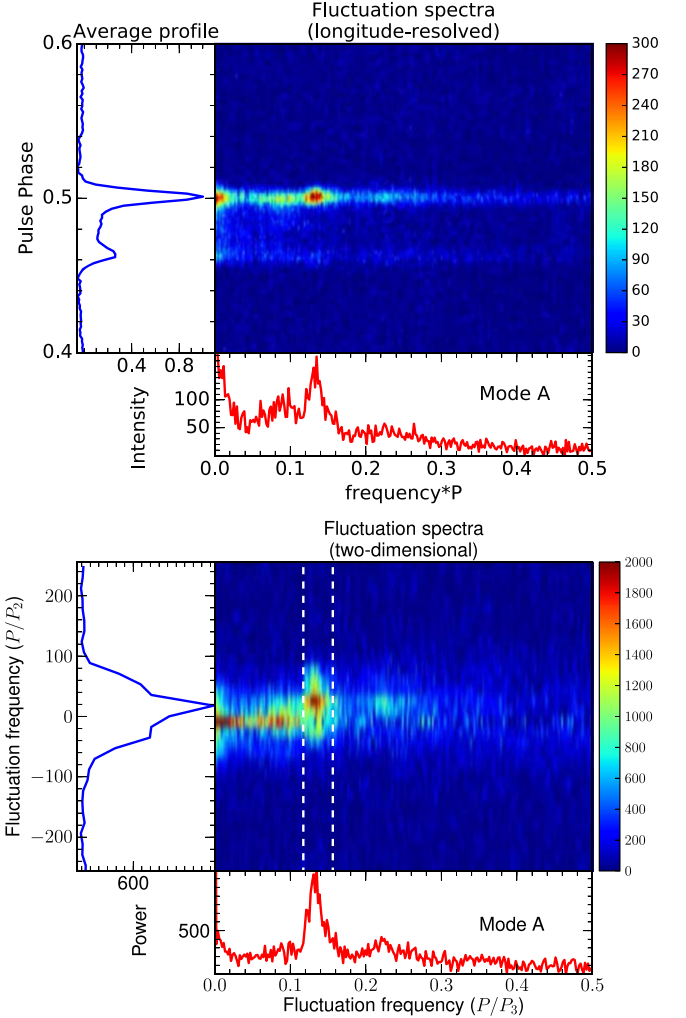 Average profile
Fluctuation spectra
(longitude-resolved)
0.6
0.5
0.4
Pulse Phase
300
270
240
210
180
150
120
90
60
30
0
0.4 0.8
Intensity
100
50
Mode A
0.0 0.1 0.2 0.3 0.4 0.5
frequency*P
Fluctuation spectra
(two-dimensional)
200
100
0
−100
−200
Fluctuation frequency (P/P2)
2000
1800
1600
1400
1200
1000
800
600
400
200
0
600
Power
500
Mode A
0.0 0.1 0.2 0.3 0.4 0.5
Fluctuation frequency (P/P3)